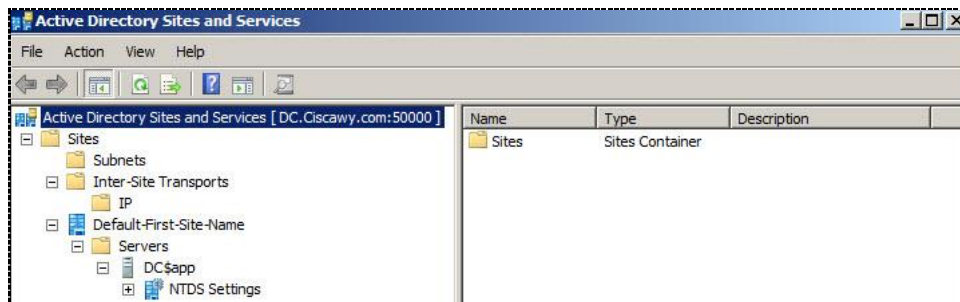 Active Directory Sites and Services
File Action View Help
Active Directory Sites and Services [ DC.Ciscawy.com:50000 ]
Sites
Subnets
Inter-Site Transports
IP
Default-First-Site-Name
Servers
DC$app
NTDS Settings
Name Type Description
Sites Sites Container